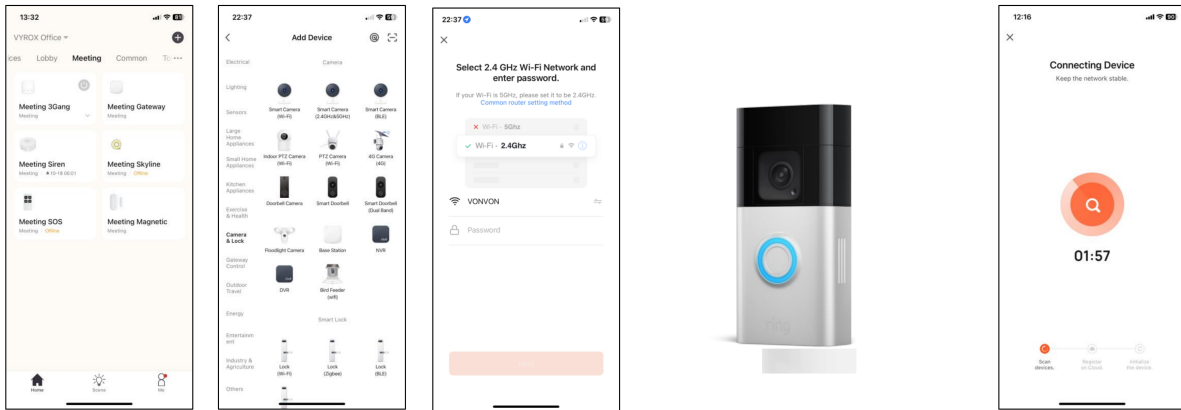 13:32
61
VYROX Office
ces Lobby Meeting Common To
Meeting 3Gang
Meeting
Meeting Gateway
Meeting
Meeting Siren
Meeting
Meeting Skyline
Meeting Offline
Meeting SOS
Meeting Offline
Meeting Magnetic
Meeting
Home Scene Me
22:37
Add Device
Electrical
Lighting
Sensors
Large
Home
Appliances
Small Home
Appliances
Kitchen
Appliances
Exercise
& Health
Camera
& Lock
Gateway
Control
Outdoor
Travel
Energy
Entertainm
ent
Industry &
Agriculture
Others
Camera
Smart Camera
(Wi-Fi)
Smart Camera
(2.4GHz&5GHz)
Smart Camera
(BLE)
Indoor PTZ Camera
(Wi-Fi)
PTZ Camera
(Wi-Fi)
4G Camera
(4G)
Doorbell Camera
Smart Doorbell
Smart Doorbell
(Dual Band)
Floodlight Camera
Base Station
NVR
DVR
Bird Feeder
(wifi)
Smart Lock
Lock
(Wi-Fi)
Lock
(Zigbee)
Lock
(BLE)
22:37
Select 2.4 GHz Wi-Fi Network and
enter password.
If your Wi-Fi is 5GHz, please set it to be 2.4GHz.
Common router setting method
Wi-Fi - 5Ghz
Wi-Fi - 2.4Ghz
VONVON
Password
ring
12:16
90
Connecting Device
Keep the network stable.
01:57
Scan
devices.
Register
on Cloud.
Initialize
the device.